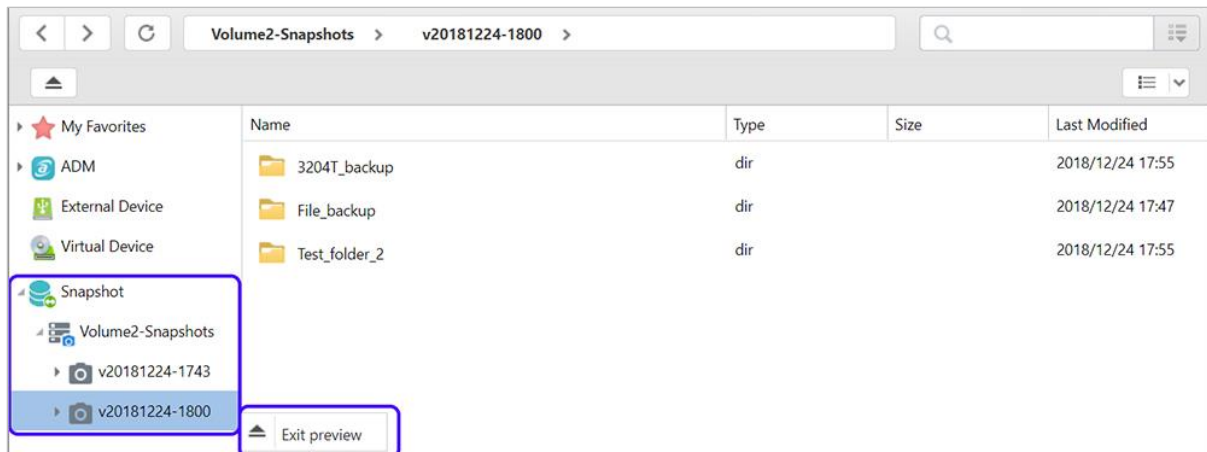 Volume2-Snapshots > v20181224-1800 >
My Favorites
ADM
External Device
Virtual Device
Snapshot
Volume2-Snapshots
v20181224-1743
v20181224-1800
Exit preview
Name Type Size Last Modified
3204T_backup dir 2018/12/24 17:55
File_backup dir 2018/12/24 17:47
Test_folder_2 dir 2018/12/24 17:55